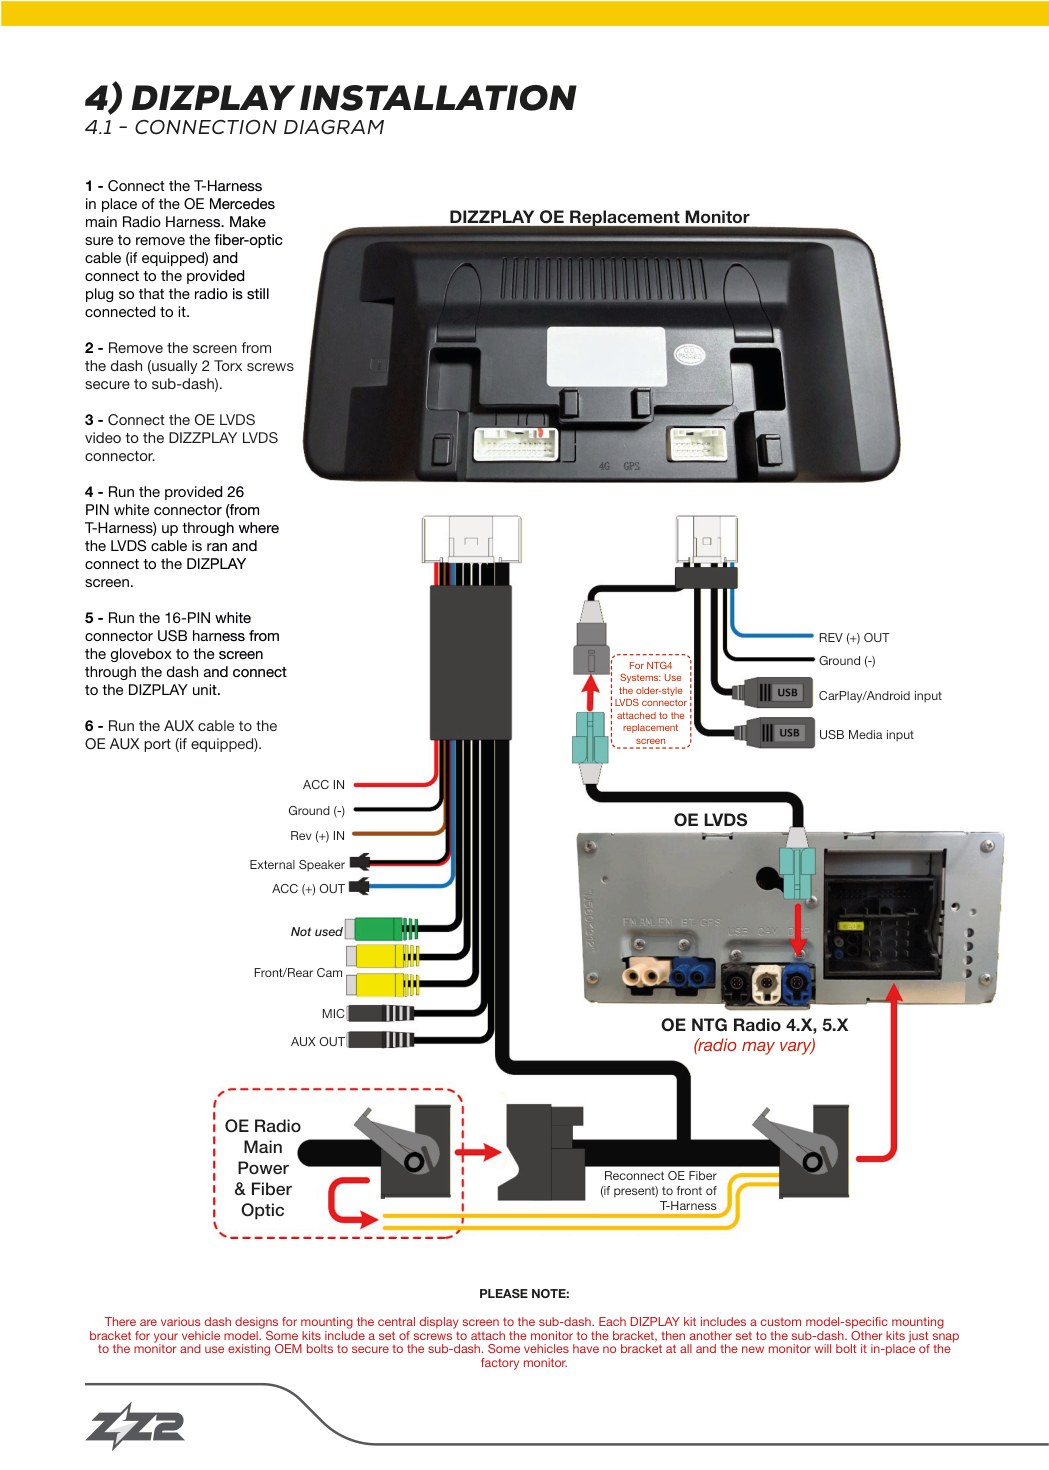 4) DIZPLAY INSTALLATION
4.1 - CONNECTION DIAGRAM
1 - Connect the T-Harness
in place of the OE Mercedes
main Radio Harness. Make
sure to remove the fiber-optic
cable (if equipped) and
connect to the provided
plug so that the radio is still
connected to it.
2 - Remove the screen from
the dash (usually 2 Torx screws
secure to sub-dash).
3 - Connect the OE LVDS
video to the DIZZPLAY LVDS
connector.
4 - Run the provided 26
PIN white connector (from
T-Harness) up through where
the LVDS cable is ran and
connect to the DIZPLAY
screen.
5 - Run the 16-PIN white
connector USB harness from
the glovebox to the screen
through the dash and connect
to the DIZPLAY unit.
6 - Run the AUX cable to the
OE AUX port (if equipped).
DIZZPLAY OE Replacement Monitor
4G GPS
REV (+) OUT
Ground (-)
USB
CarPlay/Android input
USB
USB Media input
For NTG4
Systems: Use
the older-style
LVDS connector
attached to the
replacement
screen
ACC IN
Ground (-)
Rev (+) IN
External Speaker
ACC (+) OUT
Not used
Front/Rear Cam
MIC
AUX OUT
OE LVDS
OE NTG Radio 4.X, 5.X
(radio may vary)
OE Radio
Main
Power
& Fiber
Optic
Reconnect OE Fiber
(if present) to front of
T-Harness
PLEASE NOTE:
There are various dash designs for mounting the central display screen to the sub-dash. Each DIZPLAY kit includes a custom model-specific mounting
bracket for your vehicle model. Some kits include a set of screws to attach the monitor to the bracket, then another set to the sub-dash. Other kits just snap
to the monitor and use existing OEM bolts to secure to the sub-dash. Some vehicles have no bracket at all and the new monitor will bolt it in-place of the
factory monitor.
ZZ2